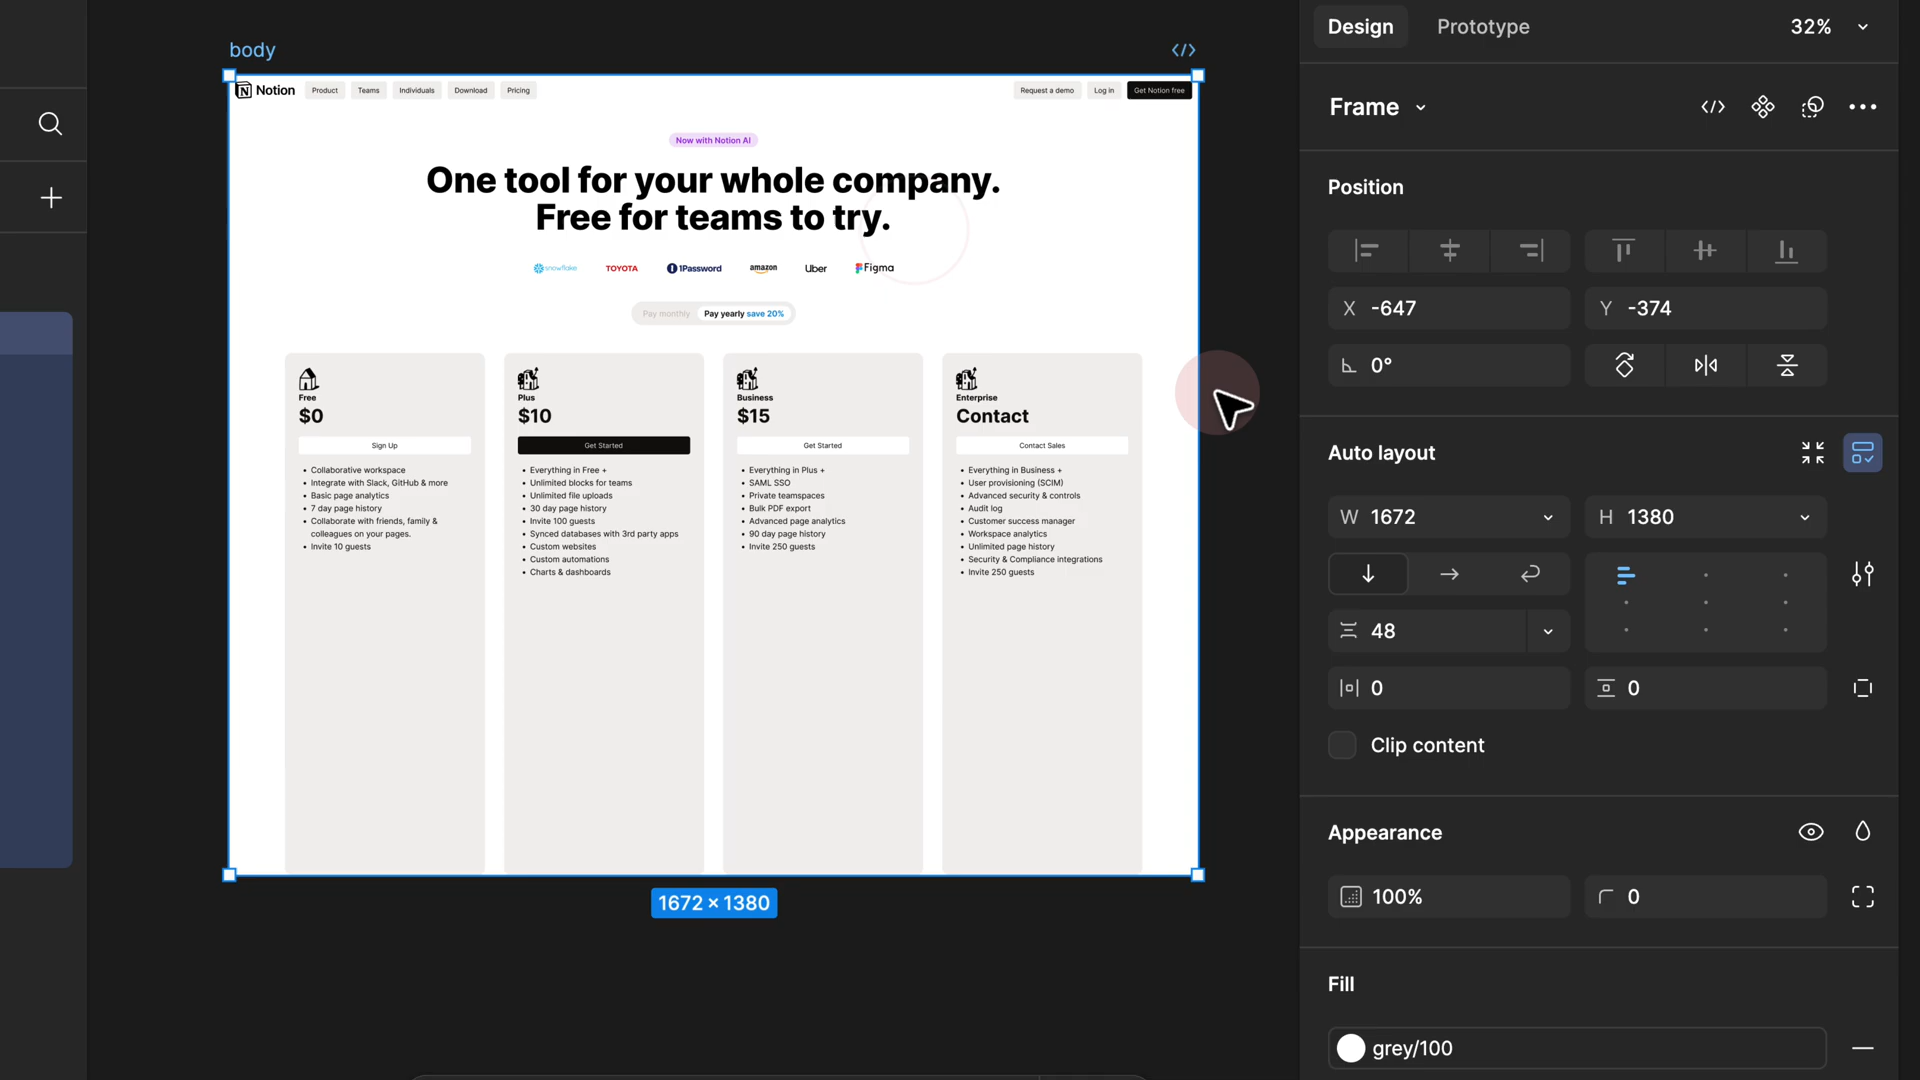 body
Notion
Product
Teams
Individuals
Download
Pricing
Request a demo
Log in
Get Notion free
Now with Notion AI
One tool for your whole company.
Free for teams to try.
snowflake
TOYOTA
1Password
amazon
Uber
Figma
Pay monthly
Pay yearly save 20%
Free
$0
Sign Up
• Collaborative workspace
• Integrate with Slack, GitHub & more
• Basic page analytics
• 7 day page history
• Collaborate with friends, family &
colleagues on your pages.
• Invite 10 guests
Plus
$10
Get Started
• Everything in Free +
• Unlimited blocks for teams
• Unlimited file uploads
• 30 day page history
• Invite 100 guests
• Synced databases with 3rd party apps
• Custom websites
• Custom automations
• Charts & dashboards
Business
$15
Get Started
• Everything in Plus +
• SAML SSO
• Private teamspaces
• Bulk PDF export
• Advanced page analytics
• 90 day page history
• Invite 250 guests
Enterprise
Contact
Contact Sales
• Everything in Business +
• User provisioning (SCIM)
• Advanced security & controls
• Audit log
• Customer success manager
• Workspace analytics
• Unlimited page history
• Security & Compliance integrations
• Invite 250 guests
1672 × 1380
Design
Prototype
32%
Frame
Position
X -647
Y -374
0°
Auto layout
W 1672
H 1380
48
0
0
Clip content
Appearance
100%
0
Fill
grey/100